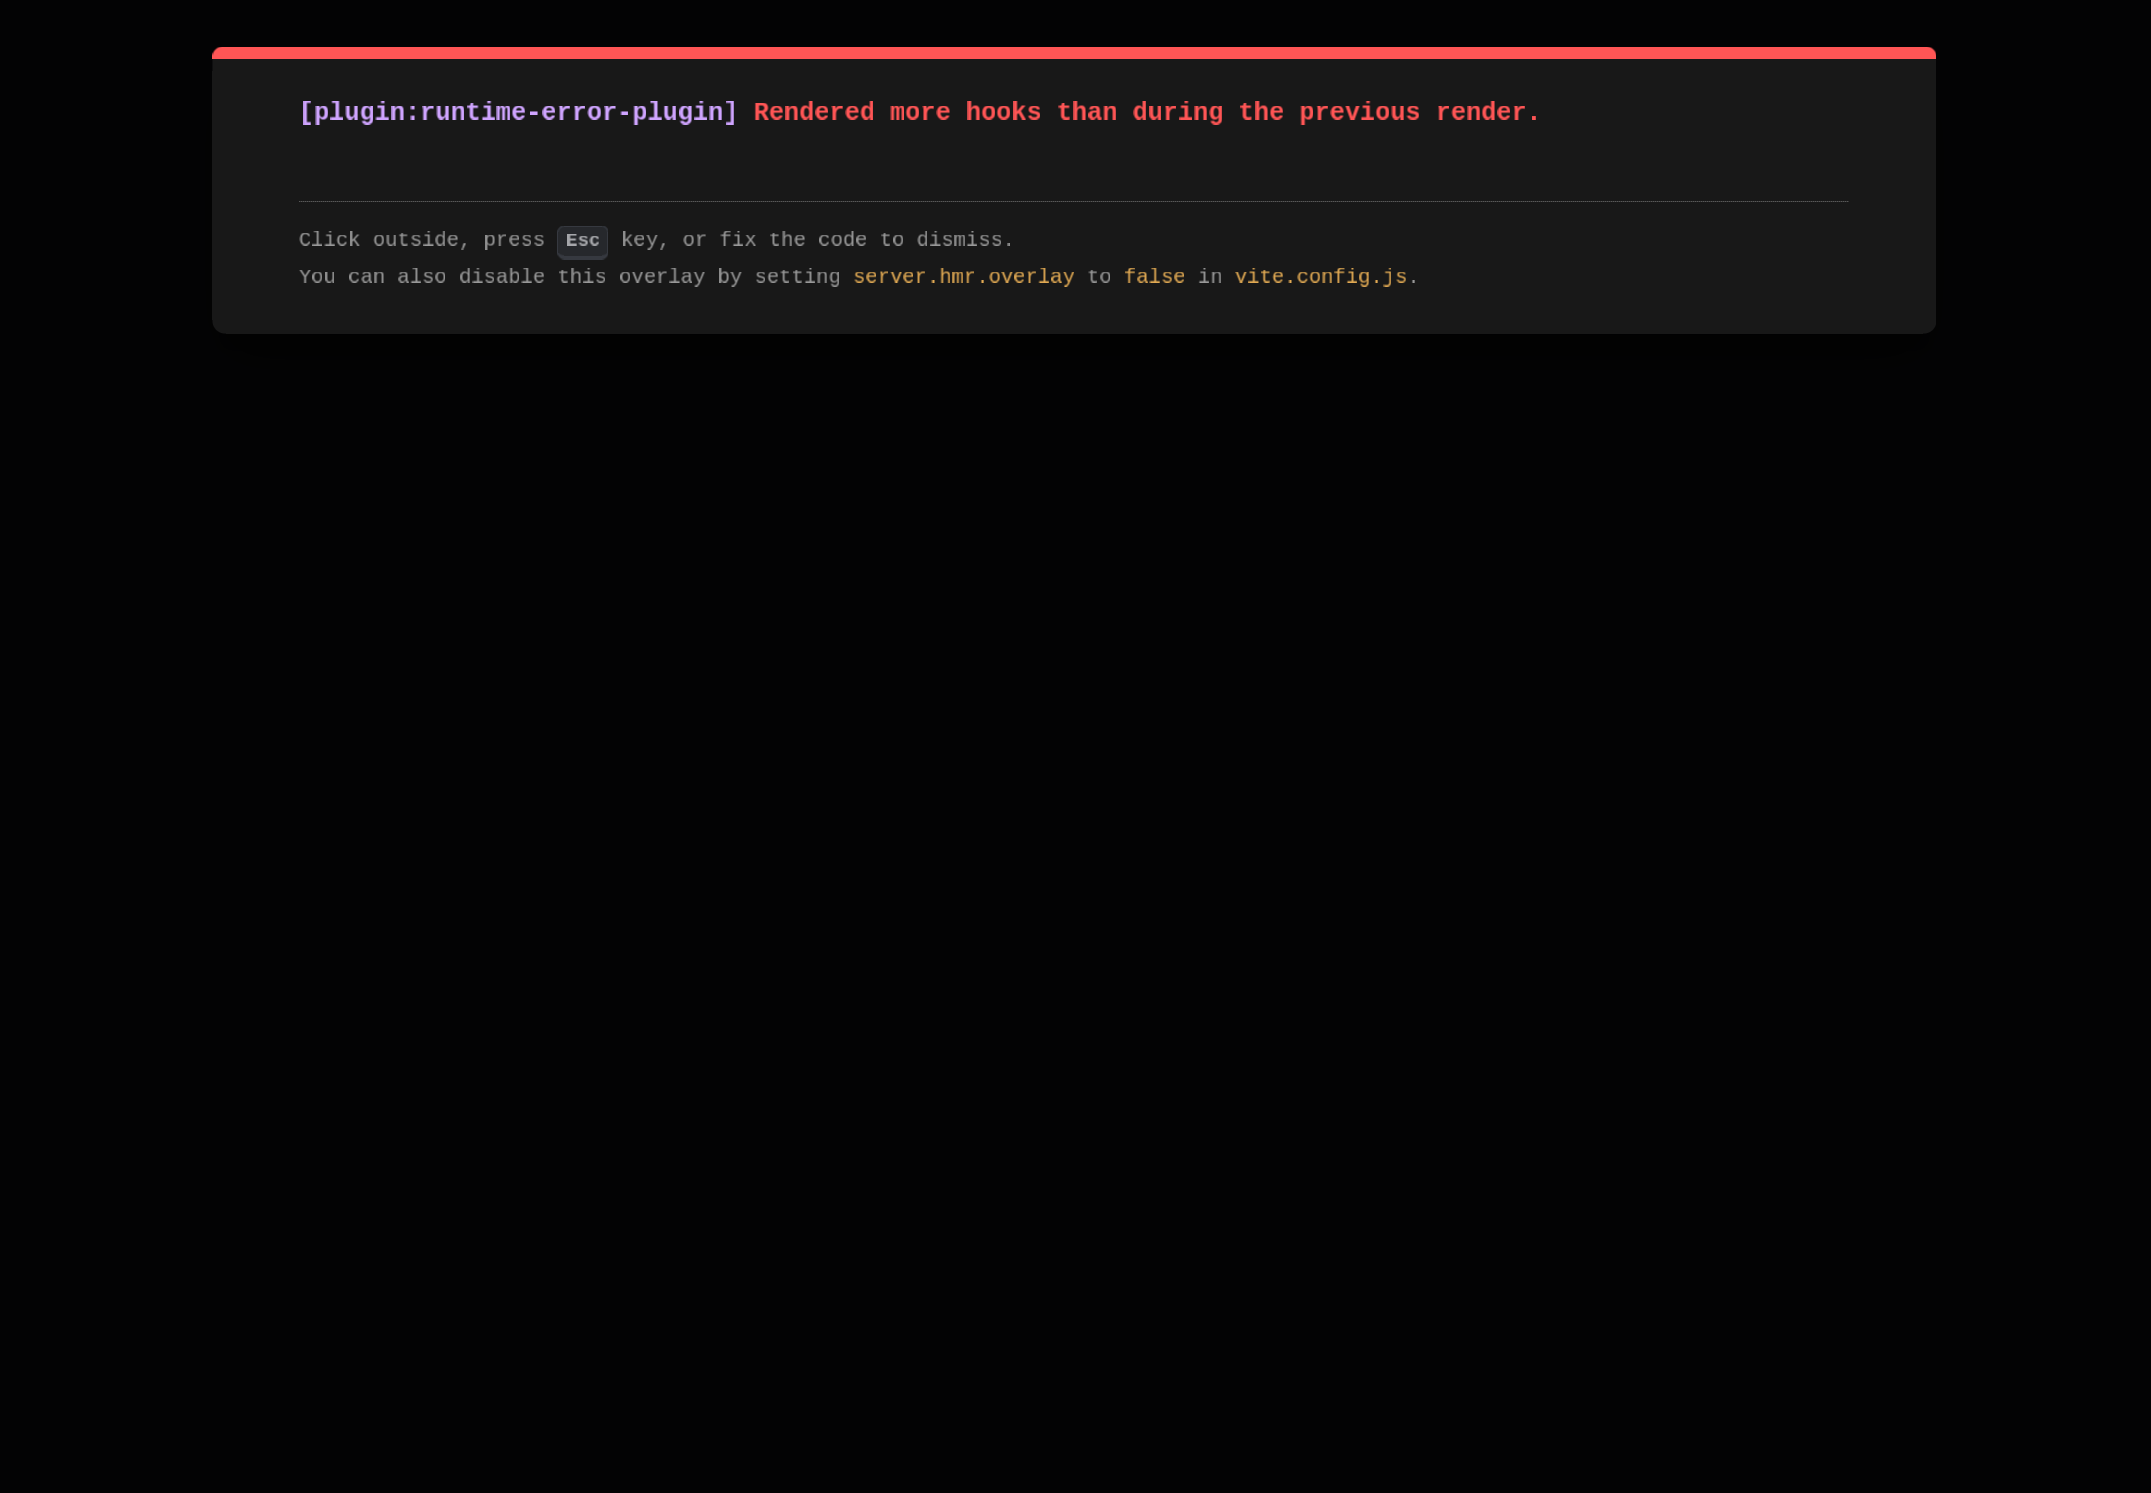 [plugin:runtime-error-plugin] Rendered more hooks than during the previous render.
Click outside, press Esc key, or fix the code to dismiss.
You can also disable this overlay by setting server.hmr.overlay to false in vite.config.js.